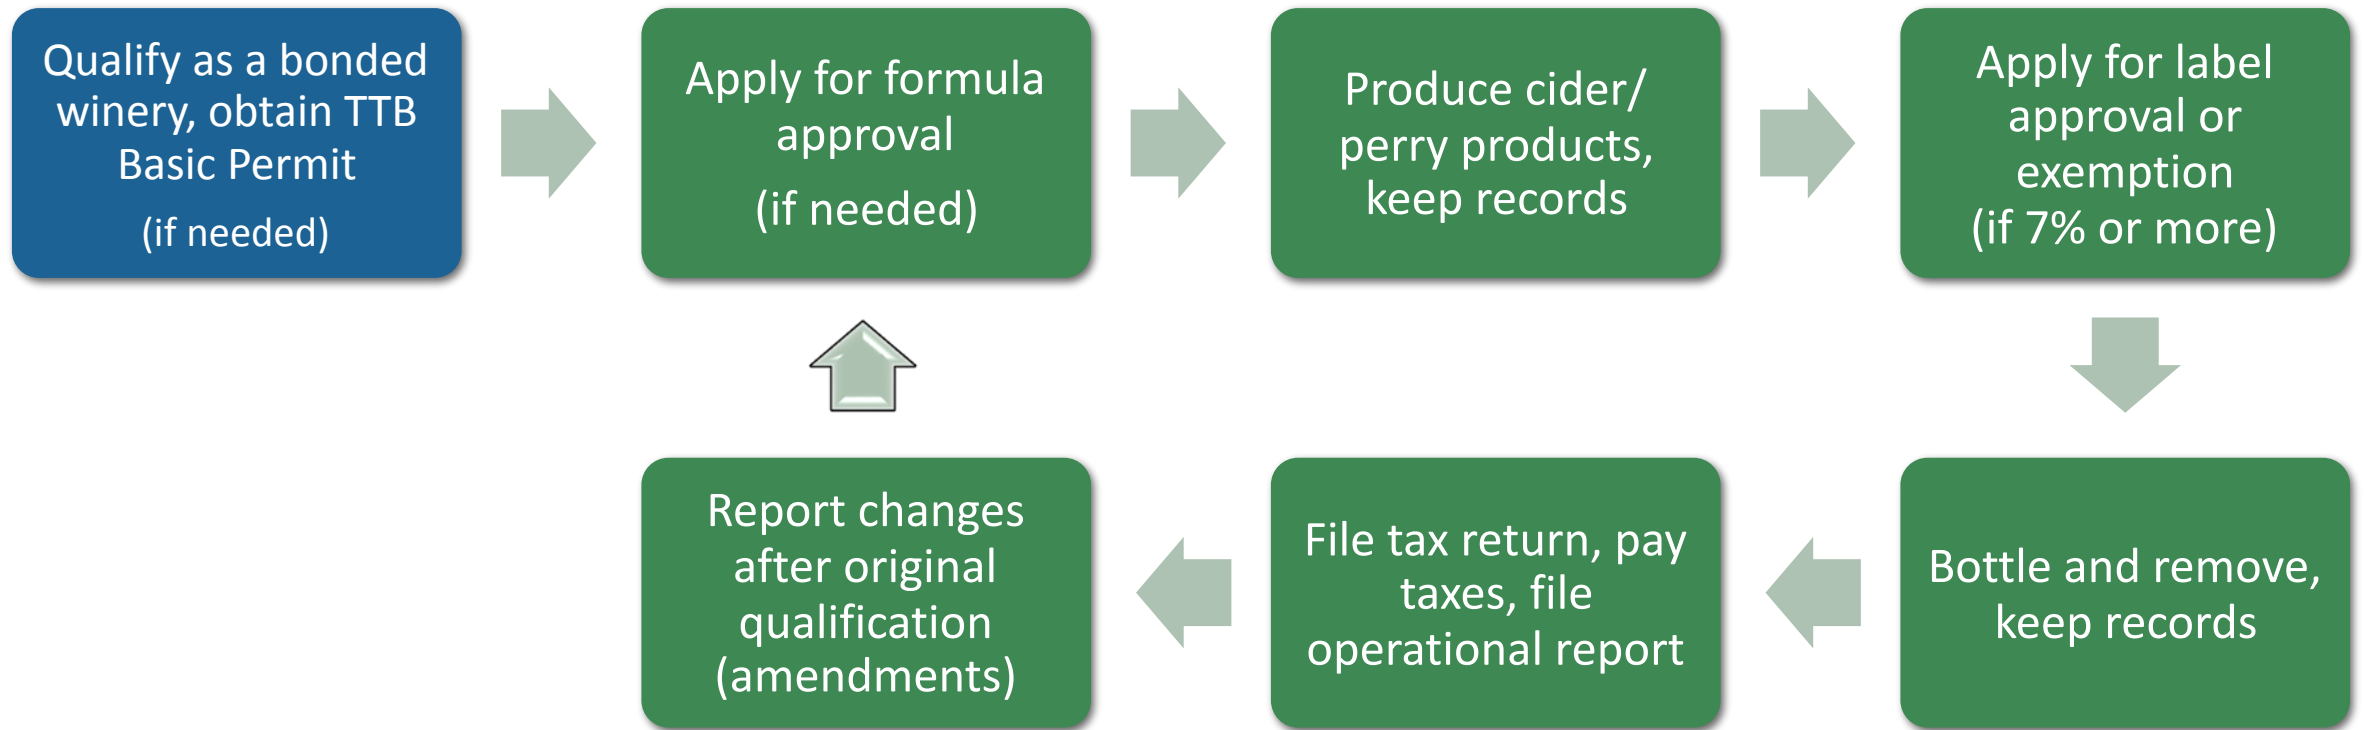 Qualify as a bonded
winery, obtain TTB
Basic Permit
(if needed)
Apply for formula
approval
(if needed)
Produce cider/
perry products,
keep records
Apply for label
approval or
exemption
(if 7% or more)
Report changes
after original
qualification
(amendments)
File tax return, pay
taxes, file
operational report
Bottle and remove,
keep records